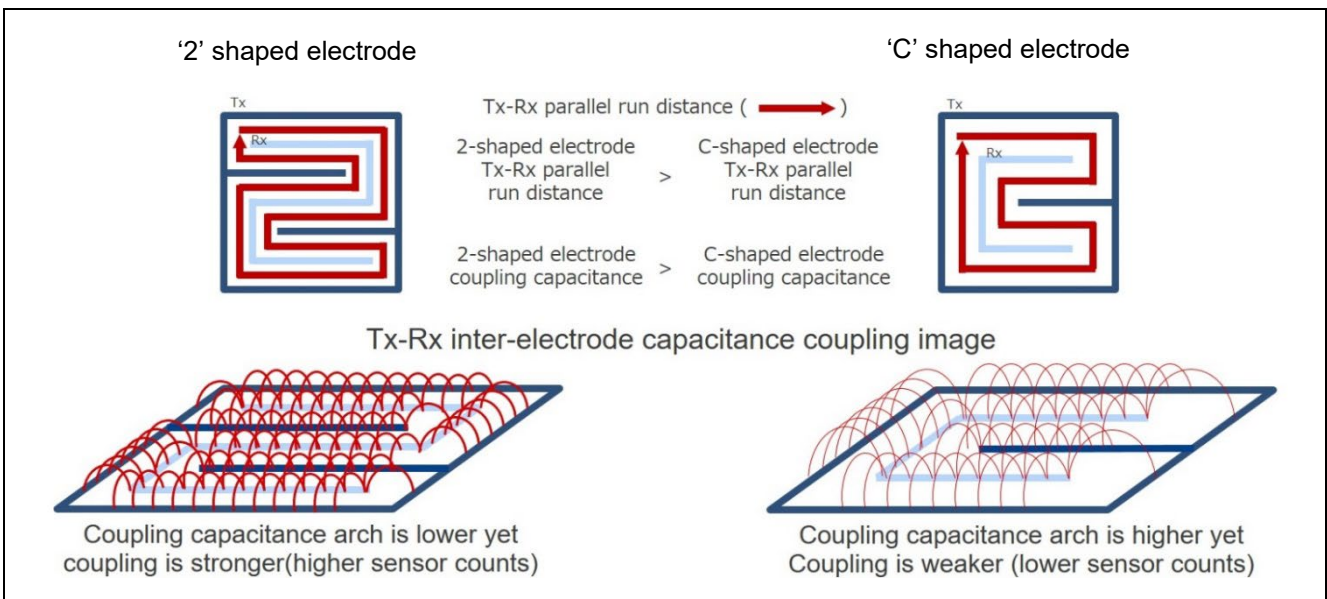 ‘2’ shaped electrode
‘C’ shaped electrode
Tx
Rx
Tx-Rx parallel run distance ( )
2-shaped electrode
Tx-Rx parallel
run distance
>
C-shaped electrode
Tx-Rx parallel
run distance
2-shaped electrode
coupling capacitance
>
C-shaped electrode
coupling capacitance
Tx
Rx
Tx-Rx inter-electrode capacitance coupling image
Coupling capacitance arch is lower yet
coupling is stronger(higher sensor counts)
Coupling capacitance arch is higher yet
Coupling is weaker (lower sensor counts)